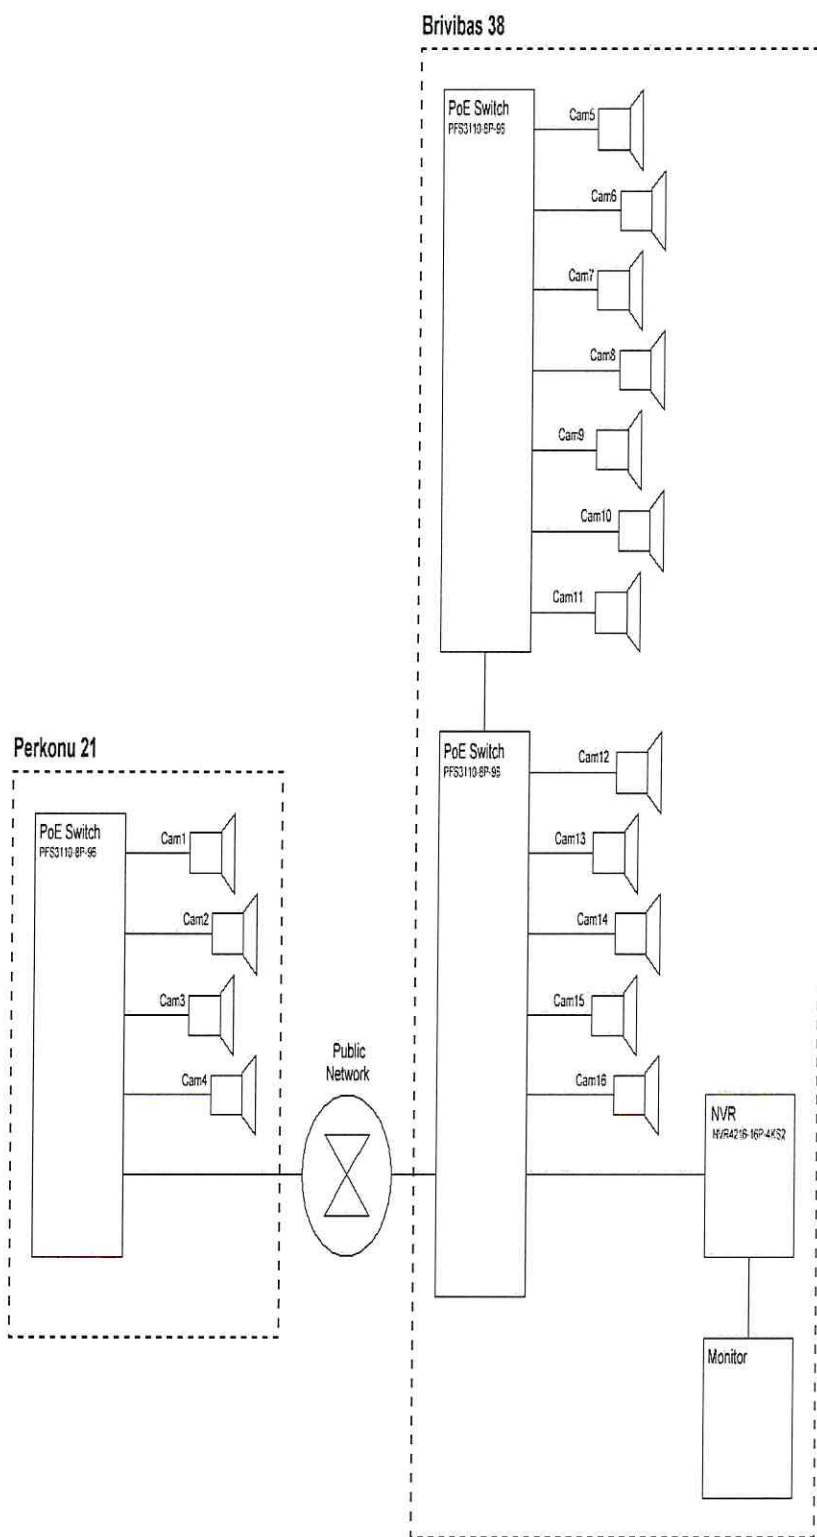 Brivibas 38
PoE Switch
PFS3110-8P-96
Cam5
Cam6
Cam7
Cam8
Cam9
Cam10
Cam11
PoE Switch
PFS3110-8P-96
Cam12
Cam13
Cam14
Cam15
Cam16
NVR
NVR4216-16P-4KS2
Monitor
Perkonu 21
PoE Switch
PFS3110-8P-96
Cam1
Cam2
Cam3
Cam4
Public
Network